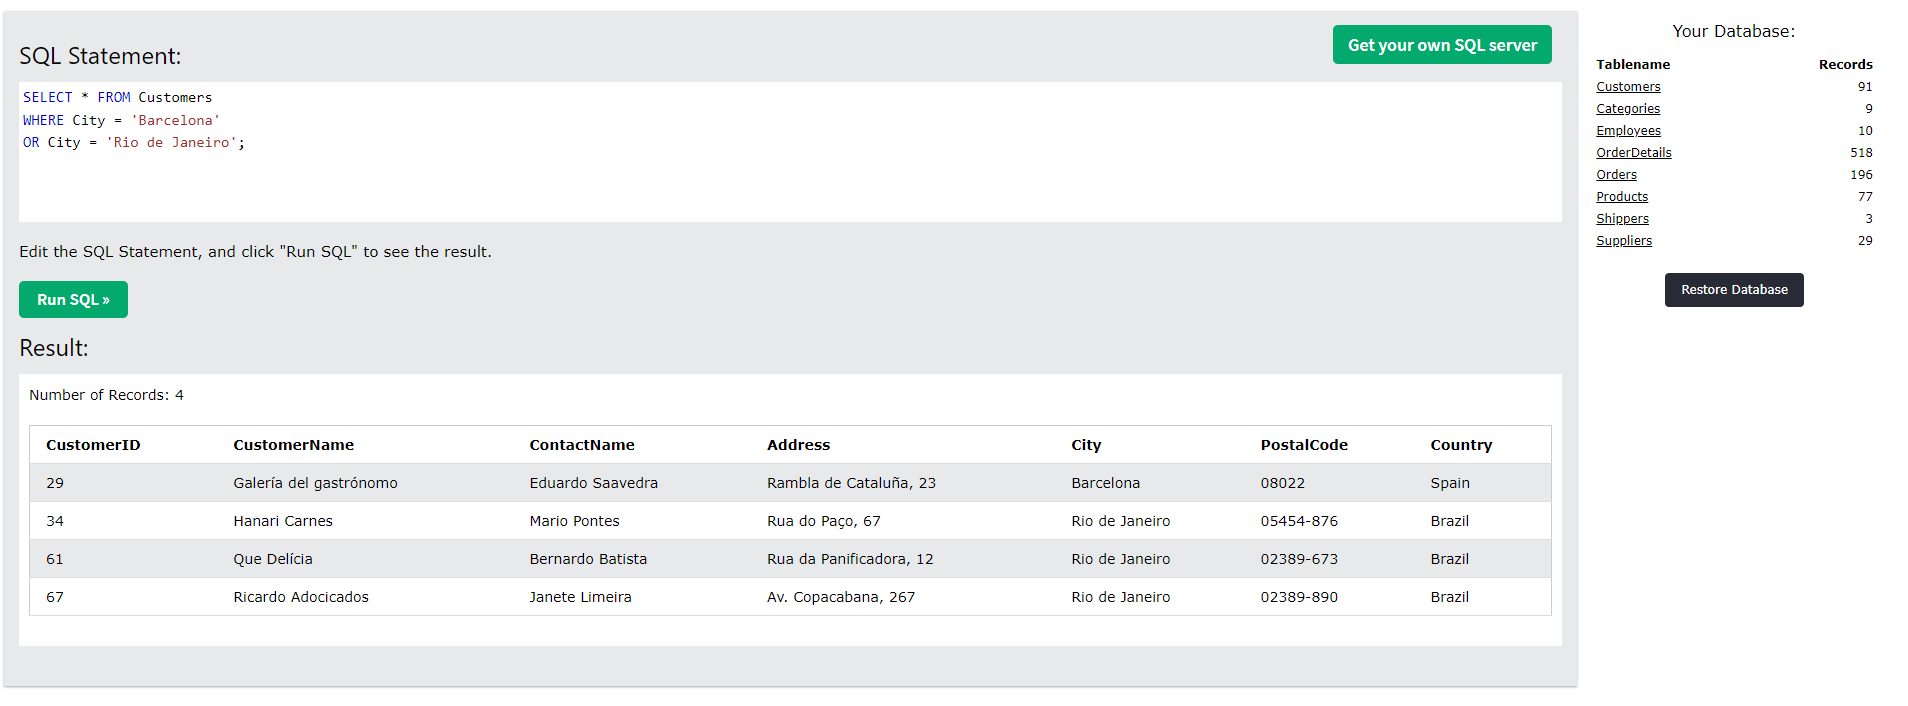 SQL Statement:
Get your own SQL server
SELECT * FROM Customers
WHERE City = 'Barcelona'
OR City = 'Rio de Janeiro';
Edit the SQL Statement, and click "Run SQL" to see the result.
Run SQL »
Result:
Number of Records: 4
CustomerID CustomerName ContactName Address City PostalCode Country
29 Galería del gastrónomo Eduardo Saavedra Rambla de Cataluña, 23 Barcelona 08022 Spain
34 Hanari Carnes Mario Pontes Rua do Paço, 67 Rio de Janeiro 05454-876 Brazil
61 Que Delícia Bernardo Batista Rua da Panificadora, 12 Rio de Janeiro 02389-673 Brazil
67 Ricardo Adocicados Janete Limeira Av. Copacabana, 267 Rio de Janeiro 02389-890 Brazil
Your Database:
Tablename Records
Customers 91
Categories 9
Employees 10
OrderDetails 518
Orders 196
Products 77
Shippers 3
Suppliers 29
Restore Database